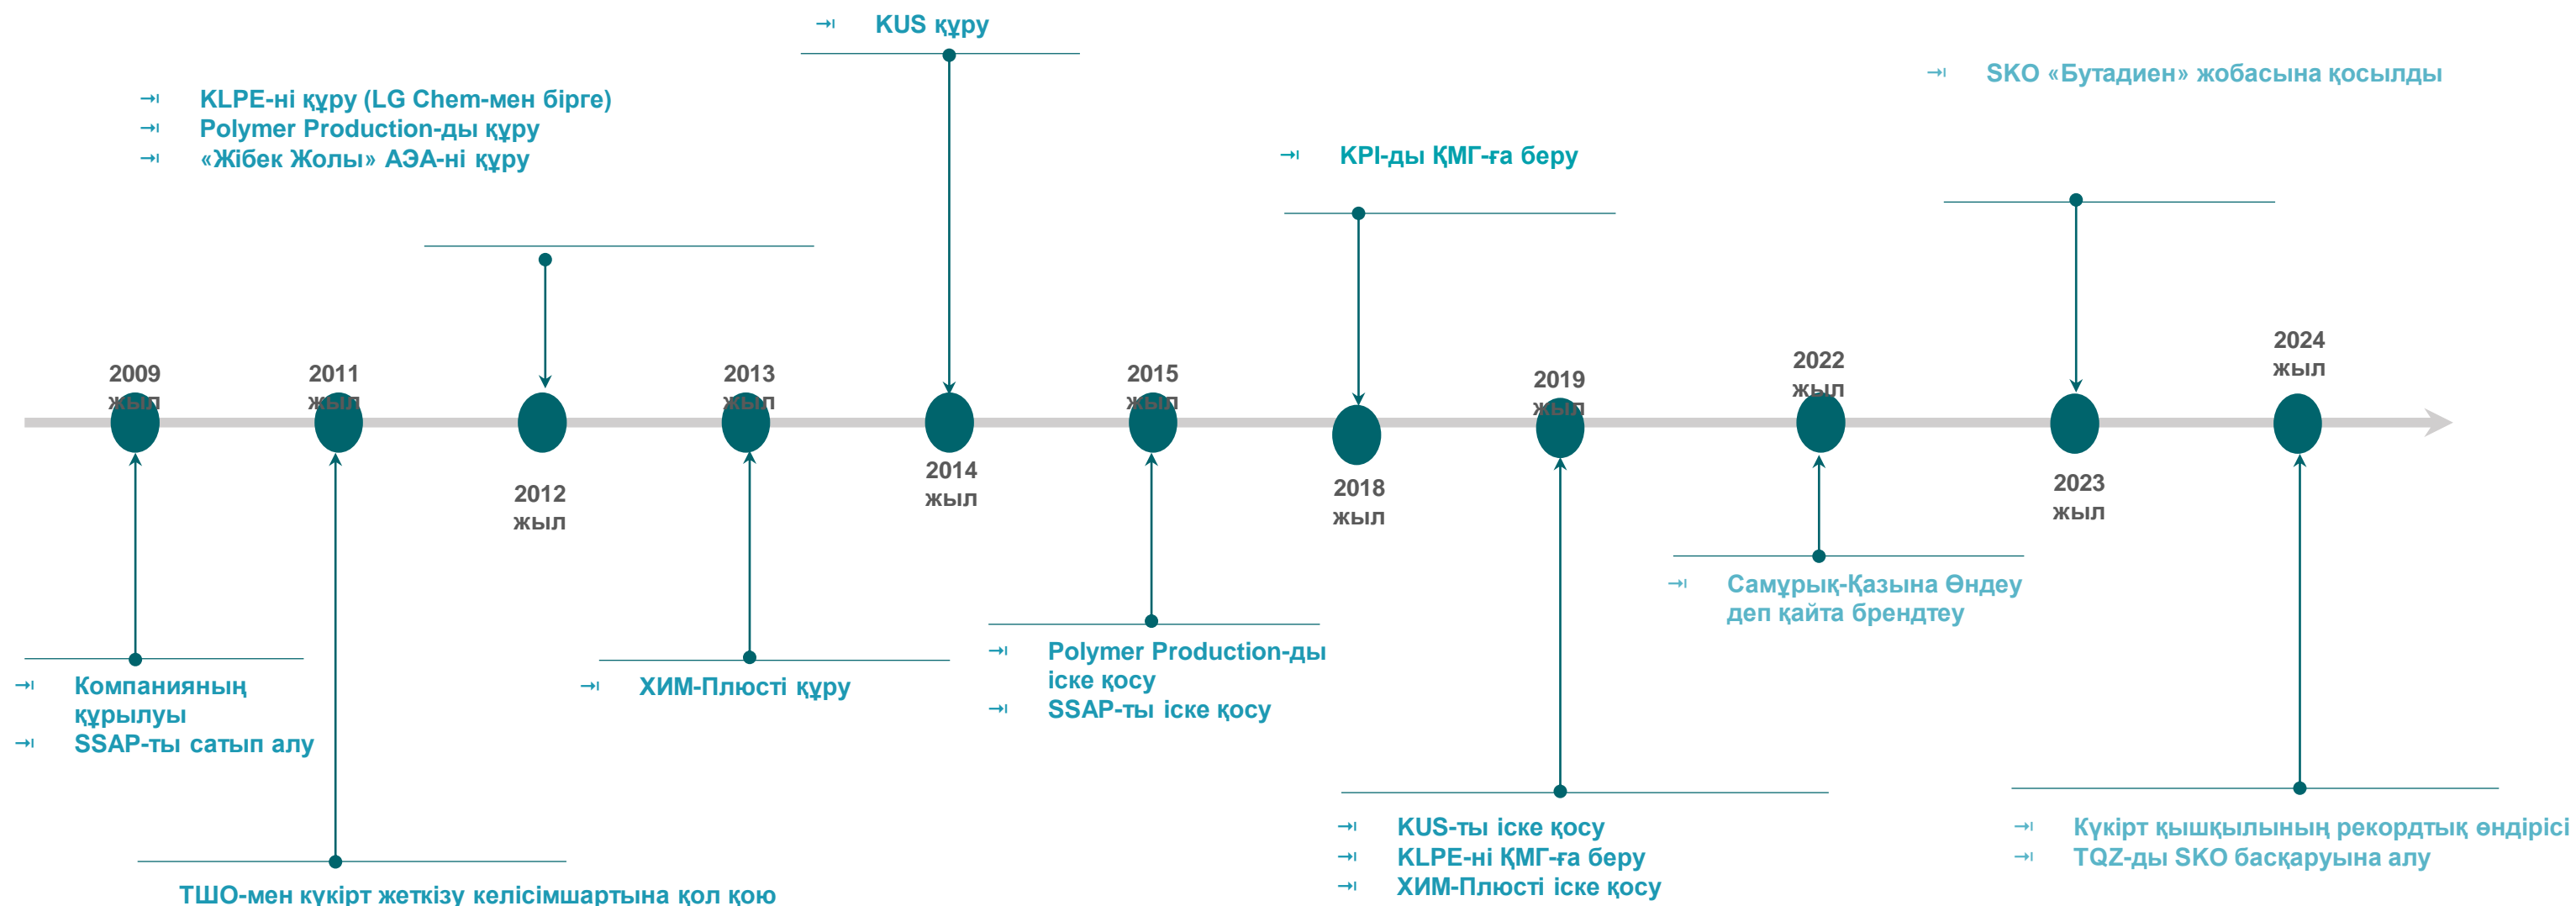 KUS құру
SKO «Бутадиен» жобасына қосылды
KLPE-ні құру (LG Chem-мен бірге)
Polymer Production-ды құру
«Жібек Жолы» АЭА-ні құру
KPI-ды ҚМГ-ға беру
2009
жыл
2011
жыл
2012
жыл
2013
жыл
2014
жыл
2015
жыл
2018
жыл
2019
жыл
2022
жыл
2023
жыл
2024
жыл
Компанияның
құрылуы
SSAP-ты сатып алу
ТШО-мен күкірт жеткізу келісімшартына қол қою
ХИМ-Плюсті құру
Polymer Production-ды
іске қосу
SSAP-ты іске қосу
KUS-ты іске қосу
KLPE-ні ҚМГ-ға беру
ХИМ-Плюсті іске қосу
Самұрық-Қазына Өндеу
деп қайта брендтеу
Күкірт қышқылының рекордтық өндірісі
TQZ-ды SKO басқаруына алу